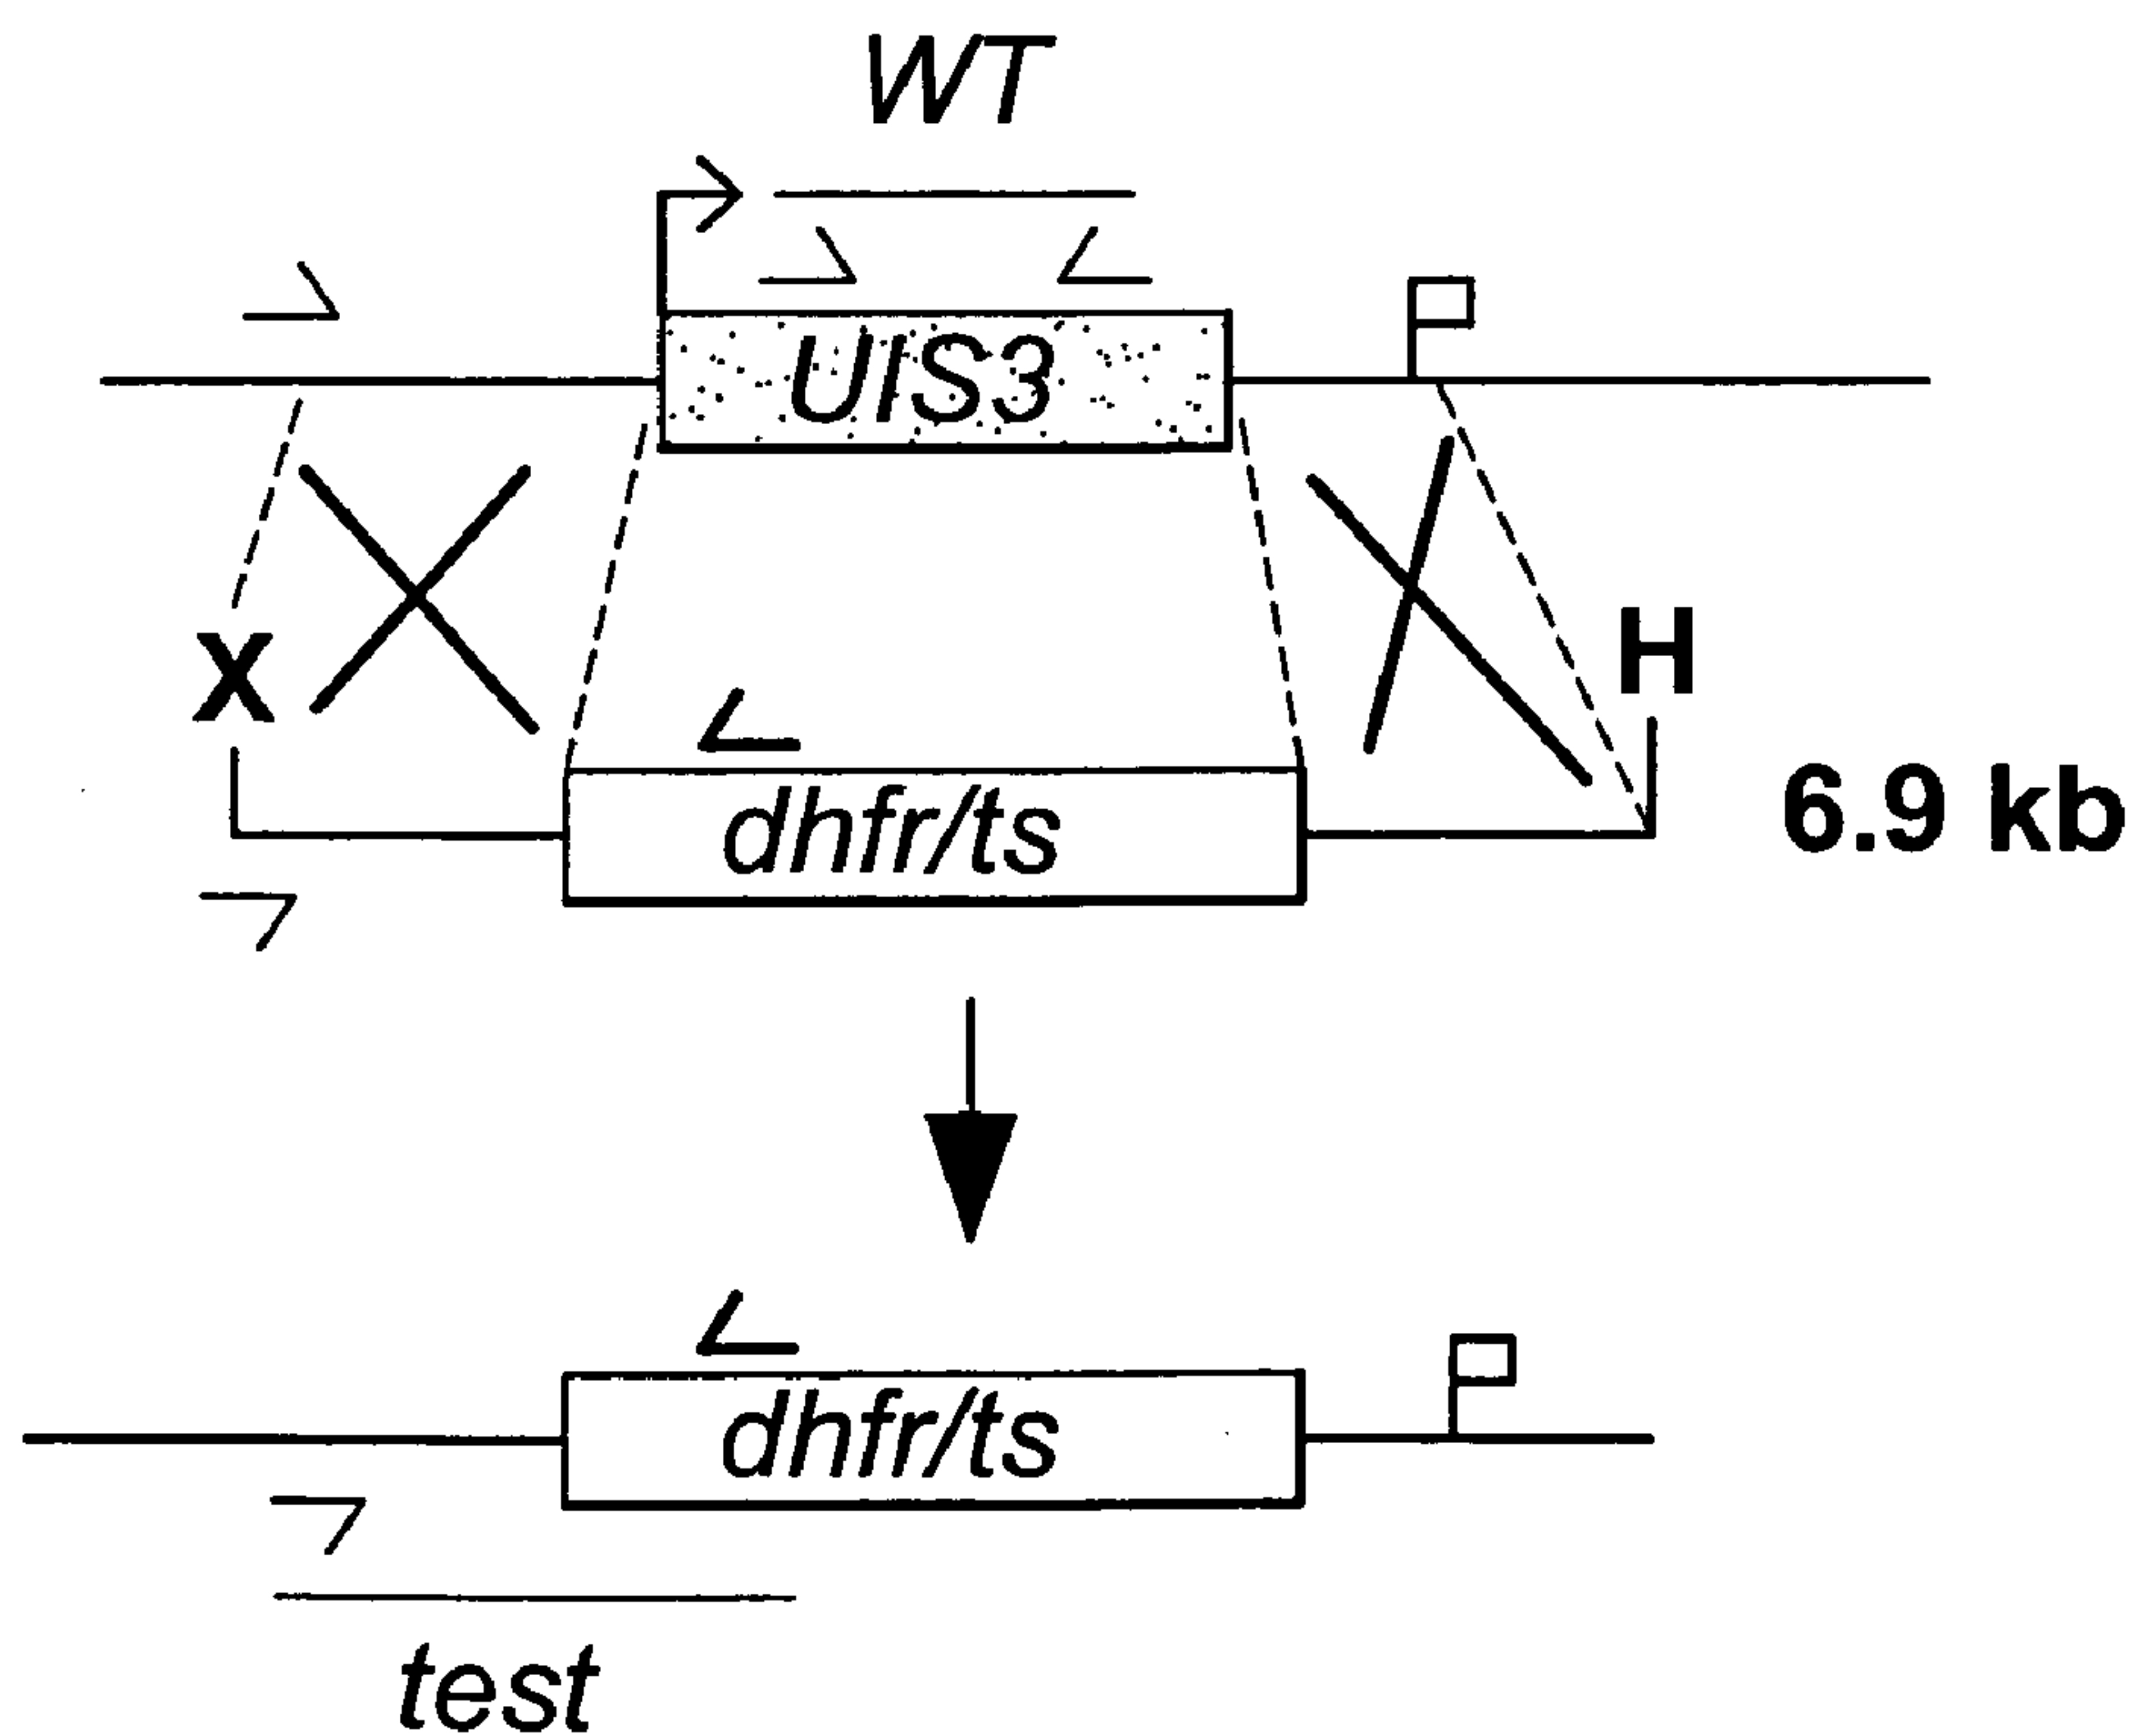 WT
UIS3
X
H
dhfr/ts
6.9 kb
dhfr/ts
test